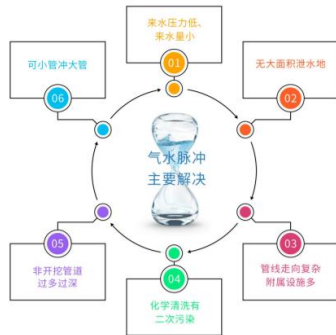 来水压力低、
来水量小
01
无大面积泄水地
02
管线走向复杂
附属设施多
03
化学清洗有
二次污染
04
非开挖管道
过多过深
05
可小管冲大管
06
气水脉冲
主要解决